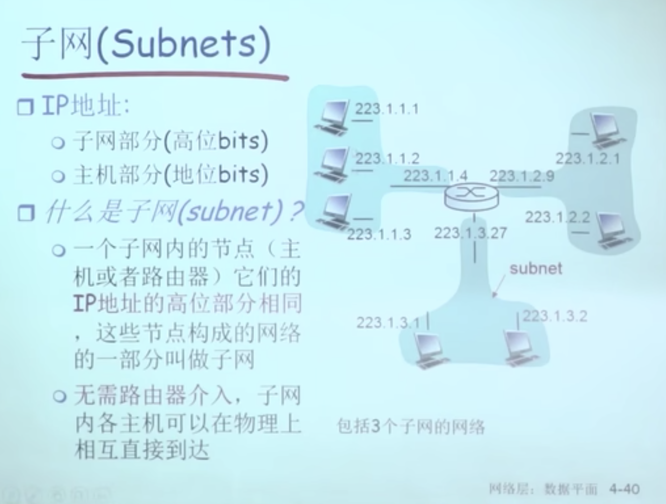 子网(Subnets)
IP地址:
子网部分(高位bits)
主机部分(地位bits)
什么是子网(subnet)?
一个子网内的节点（主
机或者路由器）它们的
IP地址的高位部分相同
，这些节点构成的网络
的一部分叫做子网
无需路由器介入，子网
内各主机可以在物理上
相互直接到达
223.1.1.1
223.1.1.2
223.1.1.3
223.1.1.4
223.1.2.9
223.1.2.1
223.1.2.2
223.1.3.27
subnet
223.1.3.1
223.1.3.2
包括3个子网的网络
网络层：数据平面 4-40